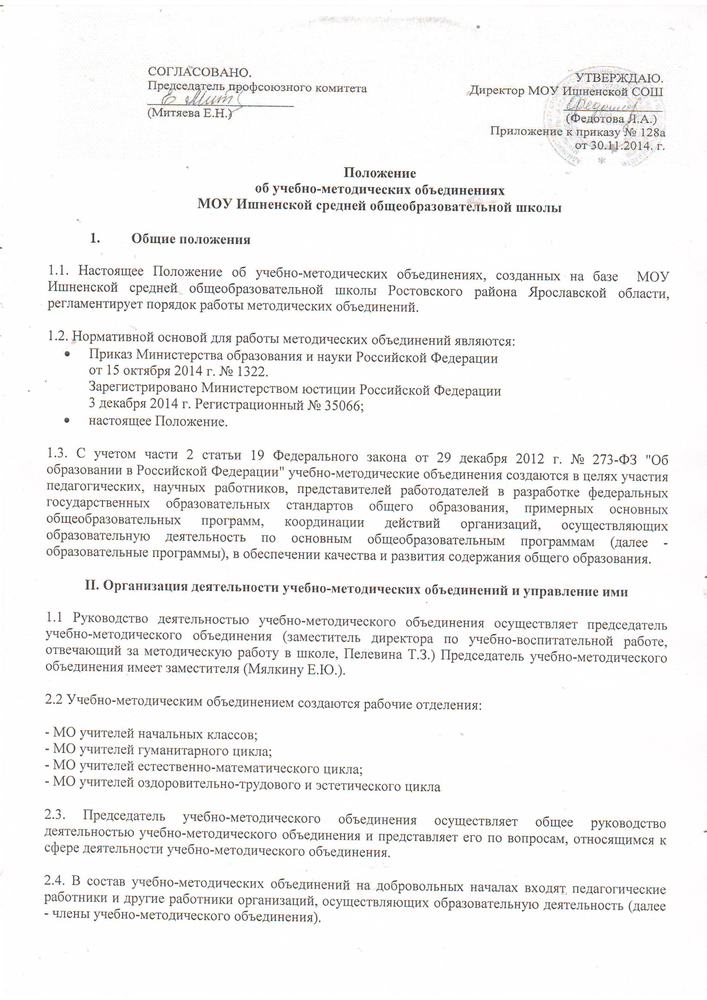 СОГЛАСОВАНО.
Председатель профсоюзного комитета
(Митяева Е.Н.)
УТВЕРЖДАЮ.
Директор МОУ Ишненской СОШ
(Федотова Л.А.)
Приложение к приказу № 128а
от 30.11.2014. г.
Положение
об учебно-методических объединениях
МОУ Ишненской средней общеобразовательной школы
1. Общие положения
1.1. Настоящее Положение об учебно-методических объединениях, созданных на базе МОУ
Ишненской средней общеобразовательной школы Ростовского района Ярославской области,
регламентирует порядок работы методических объединений.
1.2. Нормативной основой для работы методических объединений являются:
• Приказ Министерства образования и науки Российской Федерации
от 15 октября 2014 г. № 1322.
Зарегистрировано Министерством юстиции Российской Федерации
3 декабря 2014 г. Регистрационный № 35066;
• настоящее Положение.
1.3. С учетом части 2 статьи 19 Федерального закона от 29 декабря 2012 г. № 273-ФЗ "Об
образовании в Российской Федерации" учебно-методические объединения создаются в целях участия
педагогических, научных работников, представителей работодателей в разработке федеральных
государственных образовательных стандартов общего образования, примерных основных
общеобразовательных программ, координации действий организаций, осуществляющих
образовательную деятельность по основным общеобразовательным программам (далее -
образовательные программы), в обеспечении качества и развития содержания общего образования.
II. Организация деятельности учебно-методических объединений и управление ими
1.1 Руководство деятельностью учебно-методического объединения осуществляет председатель
учебно-методического объединения (заместитель директора по учебно-воспитательной работе,
отвечающий за методическую работу в школе, Пелевина Т.З.) Председатель учебно-методического
объединения имеет заместителя (Мялкину Е.Ю.).
2.2 Учебно-методическим объединением создаются рабочие отделения:
- МО учителей начальных классов;
- МО учителей гуманитарного цикла;
- МО учителей естественно-математического цикла;
- МО учителей оздоровительно-трудового и эстетического цикла
2.3. Председатель учебно-методического объединения осуществляет общее руководство
деятельностью учебно-методического объединения и представляет его по вопросам, относящимся к
сфере деятельности учебно-методического объединения.
2.4. В состав учебно-методических объединений на добровольных началах входят педагогические
работники и другие работники организаций, осуществляющих образовательную деятельность (далее
- члены учебно-методического объединения).